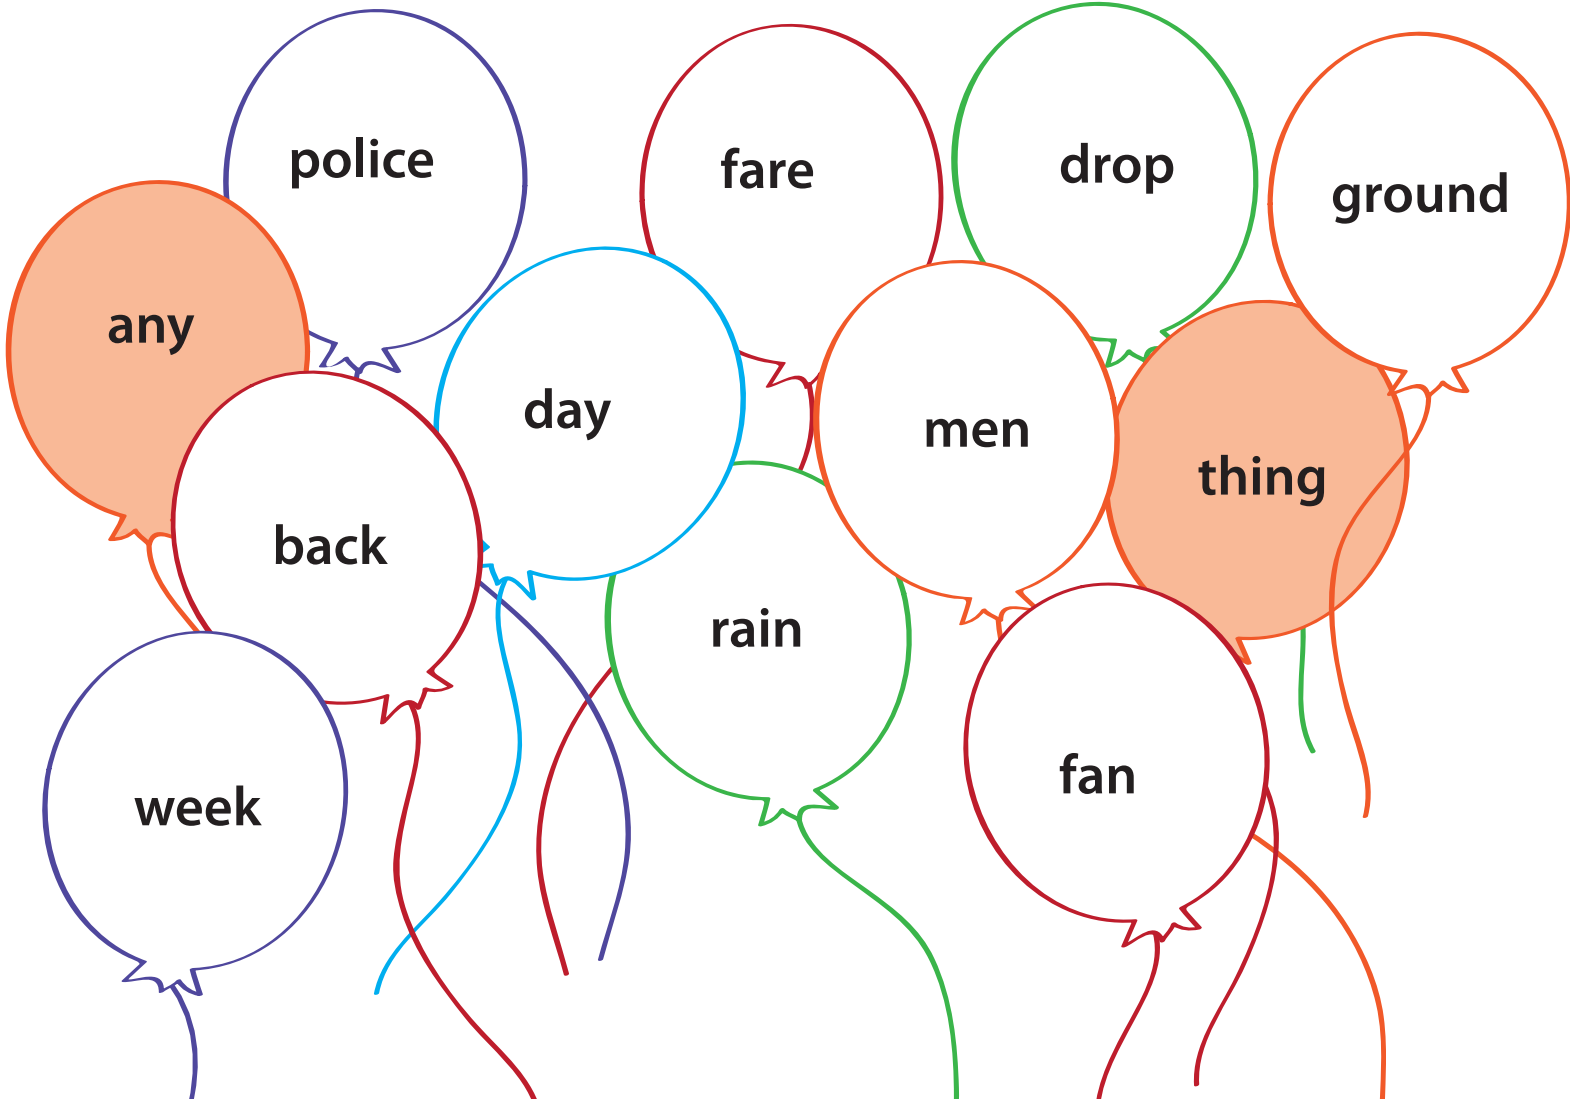 police
fare
drop
ground
any
day
men
thing
back
rain
week
fan